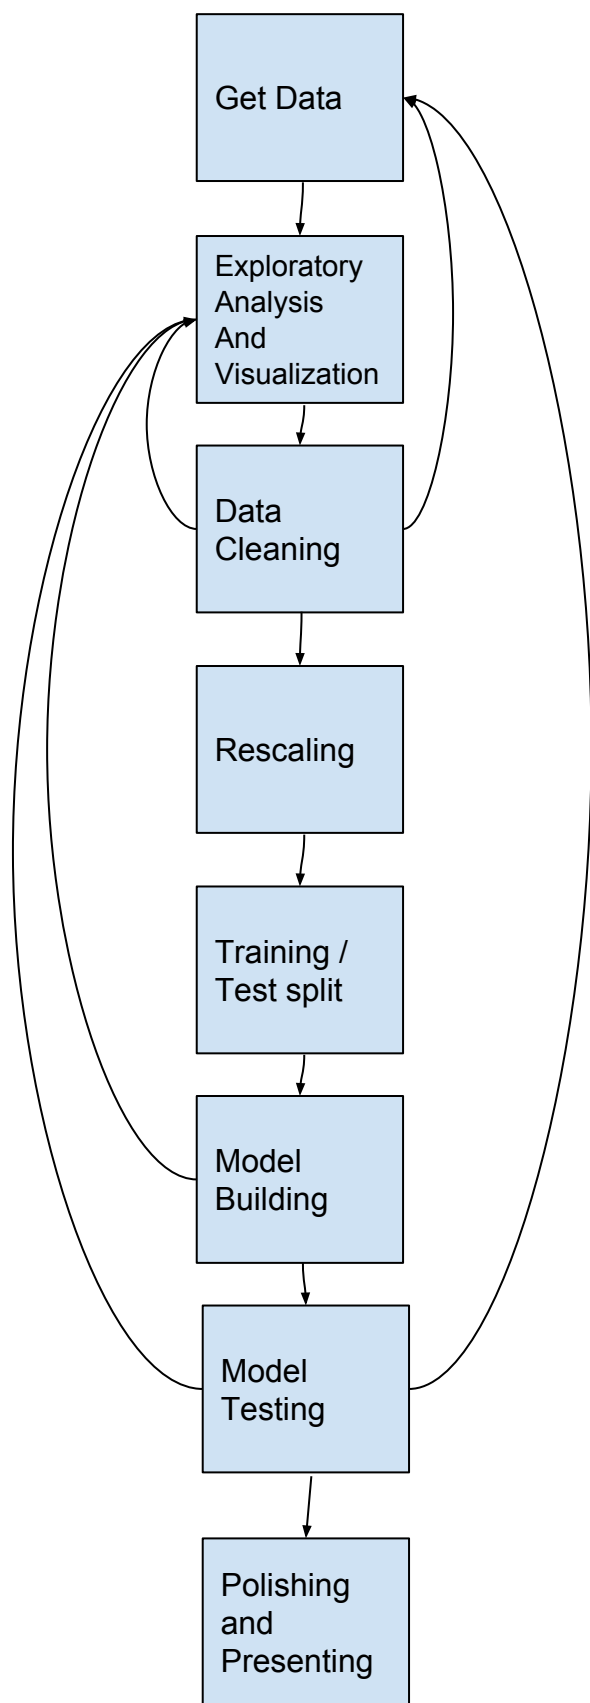 Get Data
Exploratory
Analysis
And
Visualization
Data
Cleaning
Rescaling
Training /
Test split
Model
Building
Model
Testing
Polishing
and
Presenting